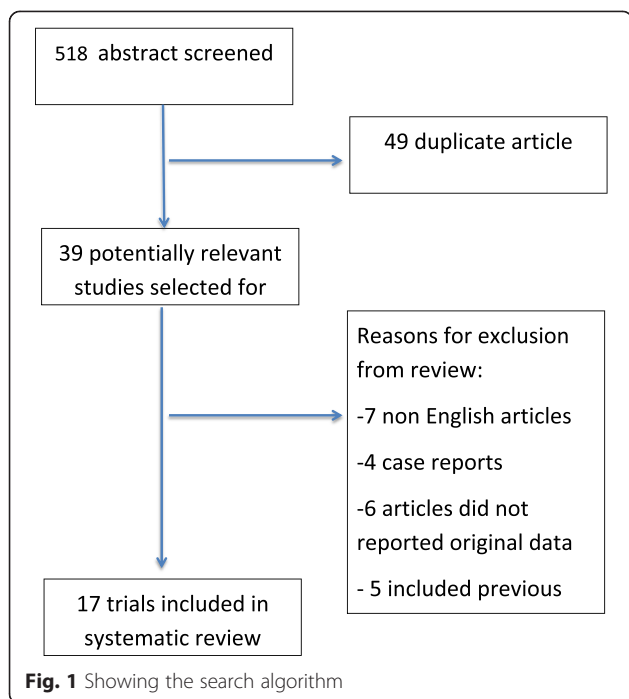 518 abstract screened
49 duplicate article
39 potentially relevant
studies selected for
Reasons for exclusion
from review:
-7 non English articles
-4 case reports
-6 articles did not
reported original data
- 5 included previous
17 trials included in
systematic review
Fig. 1 Showing the search algorithm